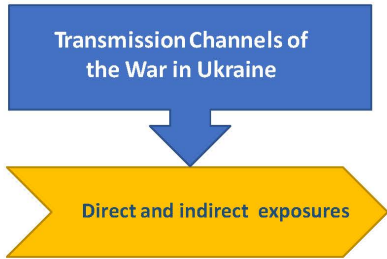 Transmission Channels of
the War in Ukraine
Direct and indirect exposures